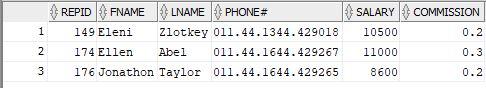 REPID FNAME LNAME PHONE# SALARY COMMISSION
1 149 Eleni Zlotkey 011.44.1344.429018 10500 0.2
2 174 Ellen Abel 011.44.1644.429267 11000 0.3
3 176 Jonathon Taylor 011.44.1644.429265 8600 0.2